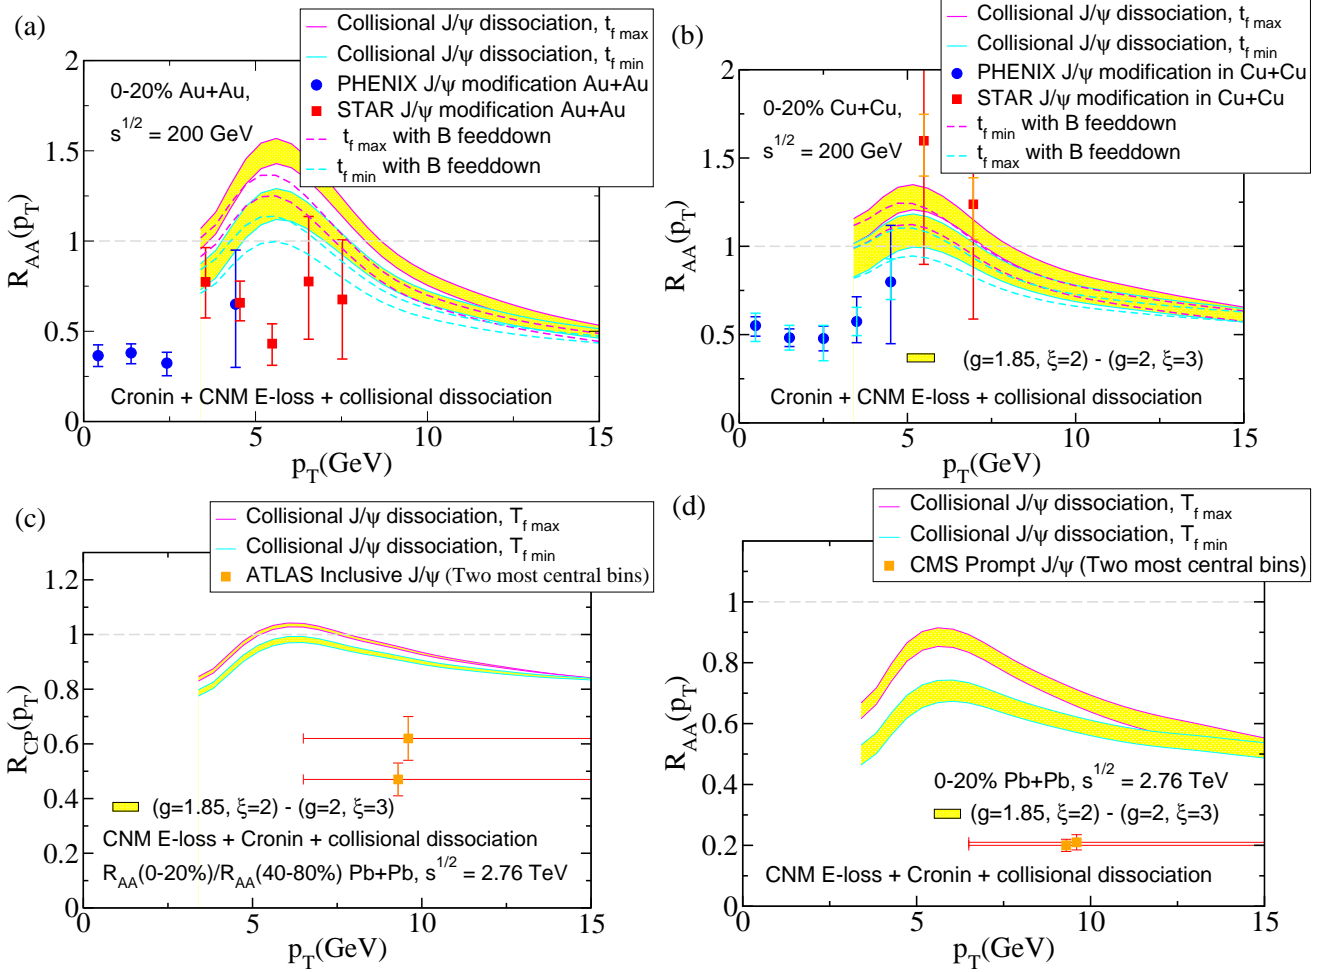 (a)
Collisional J/ψ dissociation, t_f max
Collisional J/ψ dissociation, t_f min
PHENIX J/ψ modification Au+Au
STAR J/ψ modification Au+Au
t_f max with B feeddown
t_f min with B feeddown
0-20% Au+Au,
s^1/2 = 200 GeV
2
1.5
1
0.5
0
R_AA(p_T)
Cronin + CNM E-loss + collisional dissociation
0
5
10
15
p_T(GeV)
(b)
Collisional J/ψ dissociation, t_f max
Collisional J/ψ dissociation, t_f min
PHENIX J/ψ modification in Cu+Cu
STAR J/ψ modification in Cu+Cu
t_f min with B feeddown
t_f max with B feeddown
0-20% Cu+Cu,
s^1/2 = 200 GeV
2
1.5
1
0.5
0
R_AA(p_T)
(g=1.85, ξ=2) - (g=2, ξ=3)
Cronin + CNM E-loss + collisional dissociation
0
5
10
15
p_T(GeV)
(c)
Collisional J/ψ dissociation, T_f max
Collisional J/ψ dissociation, T_f min
ATLAS Inclusive J/ψ (Two most central bins)
1.2
1
0.8
0.6
0.4
0.2
0
R_CP(p_T)
(g=1.85, ξ=2) - (g=2, ξ=3)
CNM E-loss + Cronin + collisional dissociation
R_AA(0-20%)/R_AA(40-80%) Pb+Pb, s^1/2 = 2.76 TeV
0
5
10
15
p_T(GeV)
(d)
Collisional J/ψ dissociation, T_f max
Collisional J/ψ dissociation, T_f min
CMS Prompt J/ψ (Two most central bins)
1
0.8
0.6
0.4
0.2
0
R_AA(p_T)
0-20% Pb+Pb, s^1/2 = 2.76 TeV
(g=1.85, ξ=2) - (g=2, ξ=3)
CNM E-loss + Cronin + collisional dissociation
0
5
10
15
p_T(GeV)